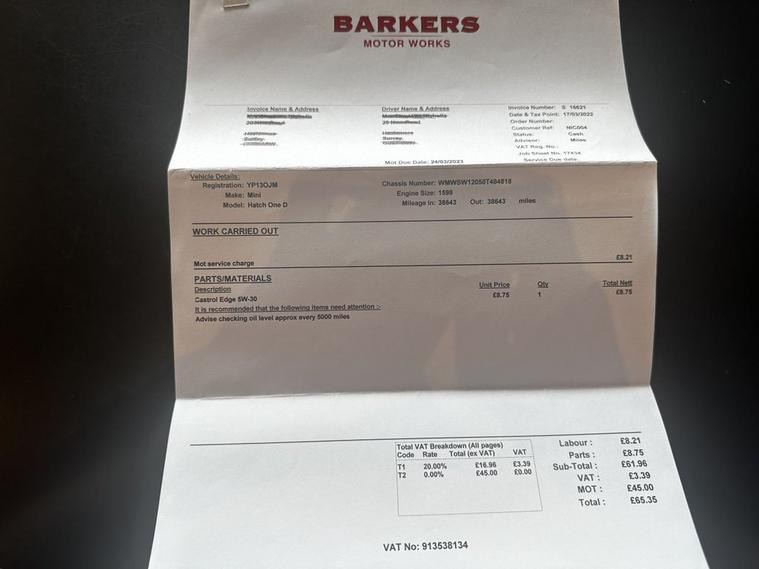 BARKERS
MOTOR WORKS
Invoice Name & Address
Driver Name & Address
Invoice Number: S 15621
Date & Tax Point: 17/03/2022
Order Number:
Customer Ref: NIC004
Status: Cash
Advisor: Miles
VAT Reg. No.:
Job Sheet No. 17434
Service Due date:
Mot Due Date: 24/03/2023
Vehicle Details:
Registration: YP13OJM
Chassis Number: WMWSW12050T484818
Make: Mini
Engine Size: 1598
Model: Hatch One D
Mileage In: 38643 Out: 38643 miles
WORK CARRIED OUT
Mot service charge £8.21
PARTS/MATERIALS
Description Unit Price Qty Total Nett
Castrol Edge 5W-30 £8.75 1 £8.75
It is recommended that the following items need attention :-
Advise checking oil level approx every 5000 miles
Total VAT Breakdown (All pages)
Code Rate Total (ex VAT) VAT
T1 20.00% £16.96 £3.39
T2 0.00% £45.00 £0.00
Labour : £8.21
Parts : £8.75
Sub-Total : £61.96
VAT : £3.39
MOT : £45.00
Total : £65.35
VAT No: 913538134